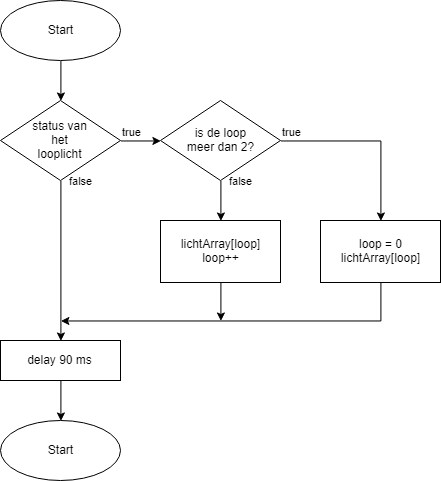 Start
status van
het
looplicht
true
false
is de loop
meer dan 2?
true
false
lichtArray[loop]
loop++
loop = 0
lichtArray[loop]
delay 90 ms
Start